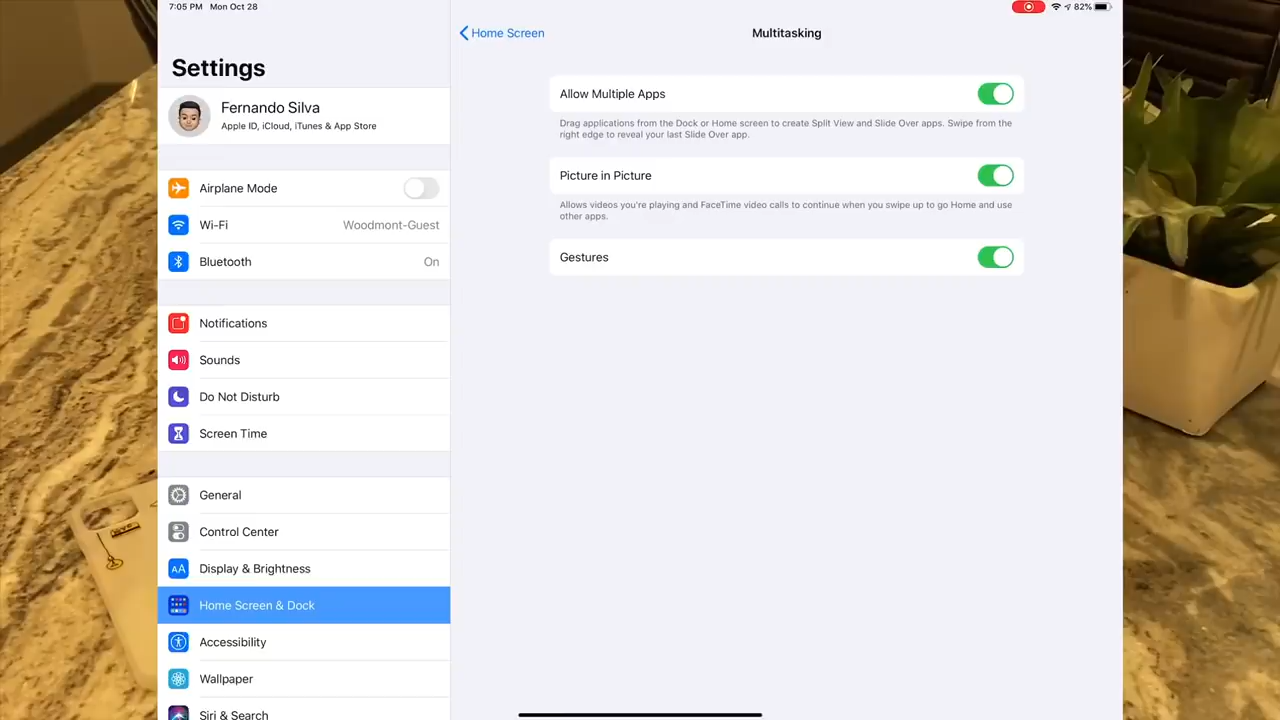 7:05 PM Mon Oct 28
82%
Settings
Fernando Silva
Apple ID, iCloud, iTunes & App Store
Airplane Mode
Wi-Fi Woodmont-Guest
Bluetooth On
Notifications
Sounds
Do Not Disturb
Screen Time
General
Control Center
AA Display & Brightness
Home Screen & Dock
Accessibility
Wallpaper
Siri & Search
Home Screen
Multitasking
Allow Multiple Apps
Drag applications from the Dock or Home screen to create Split View and Slide Over apps. Swipe from the
right edge to reveal your last Slide Over app.
Picture in Picture
Allows videos you're playing and FaceTime video calls to continue when you swipe up to go Home and use
other apps.
Gestures